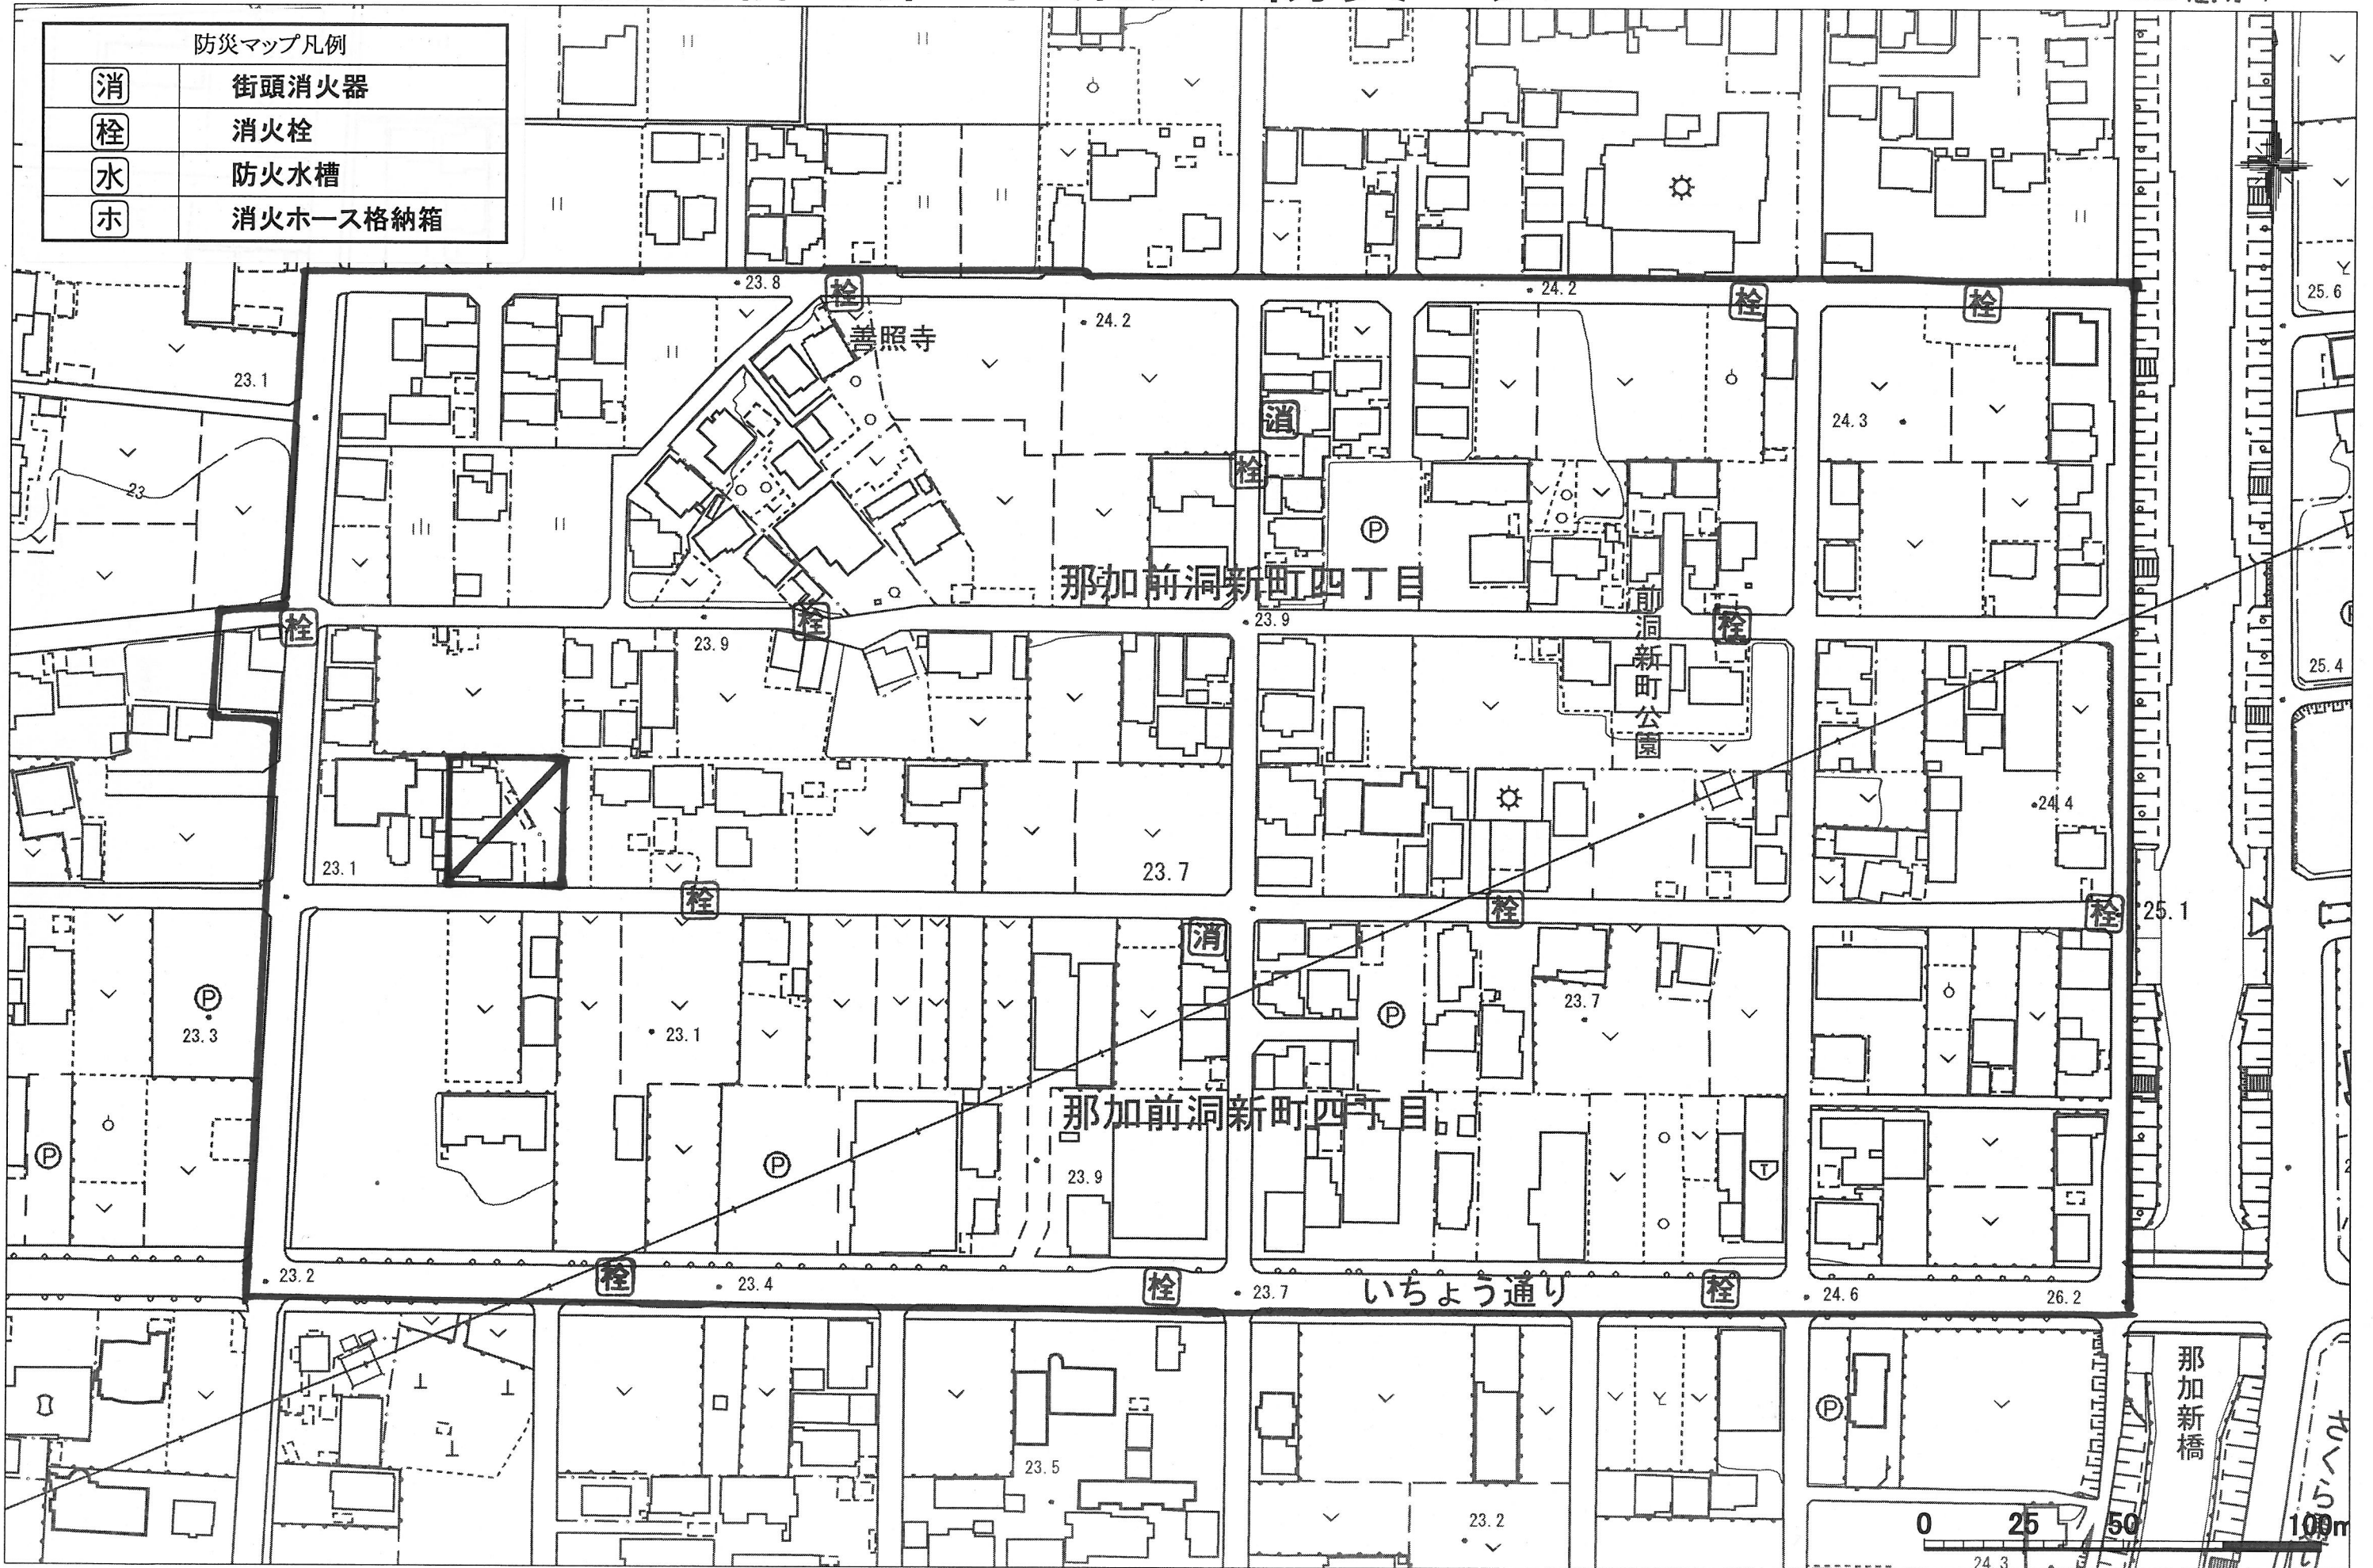 防災マップ凡例
消 街頭消火器
栓 消火栓
水 防火水槽
ホ 消火ホース格納箱
23.8
栓
24.2
栓
栓
25.6
善照寺
24.2
23.1
消
24.3
栓
23
P
那加前洞新町四丁目
栓
23.9
栓
23.9
23.9
栓
前洞新町公園
25.4
24.4
23.1
23.7
栓
栓
栓
25.1
消
P
23.3
23.1
P
23.7
那加前洞新町四丁目
P
P
23.9
T
23.2
栓
23.4
栓
23.7
いちょう通り
栓
24.6
26.2
那加新橋
P
23.5
23.2
0 25 50 100m
24.3